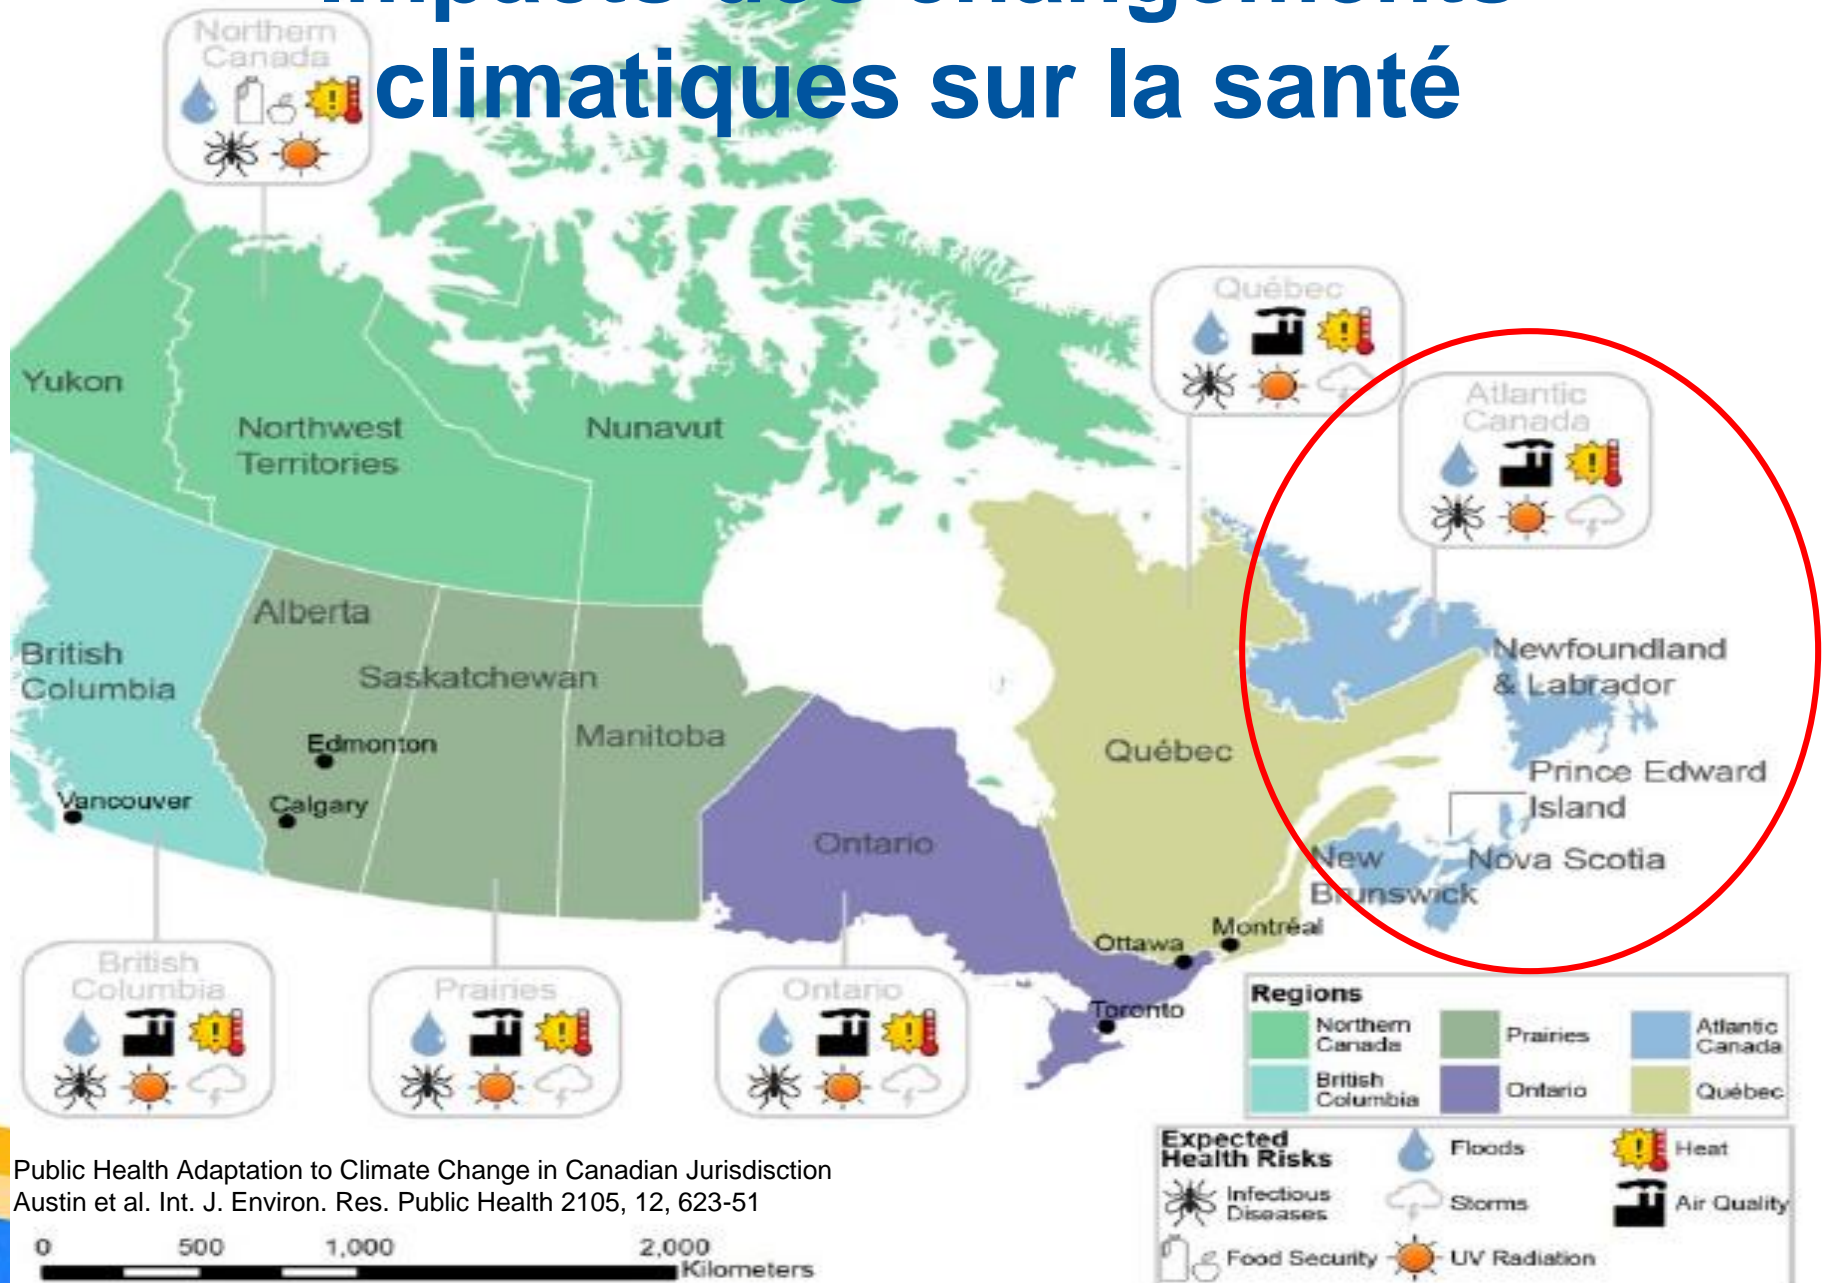 Impacts des changements
climatiques sur la santé
Northern
Canada
Québec
Atlantic
Canada
Yukon
Northwest
Territories
Nunavut
Alberta
British
Columbia
Saskatchewan
Manitoba
Edmonton
Calgary
Vancouver
Ontario
Québec
Newfoundland
& Labrador
Prince Edward
Island
New
Brunswick
Nova Scotia
Montréal
Ottawa
Toronto
British
Columbia
Prairies
Ontario
Regions
Northern
Canada
Prairies
Atlantic
Canada
British
Columbia
Ontario
Québec
Expected
Health Risks
Floods
Heat
Infectious
Diseases
Storms
Air Quality
Food Security
UV Radiation
Public Health Adaptation to Climate Change in Canadian Jurisdisction
Austin et al. Int. J. Environ. Res. Public Health 2105, 12, 623-51
0 500 1,000 2,000
Kilometers